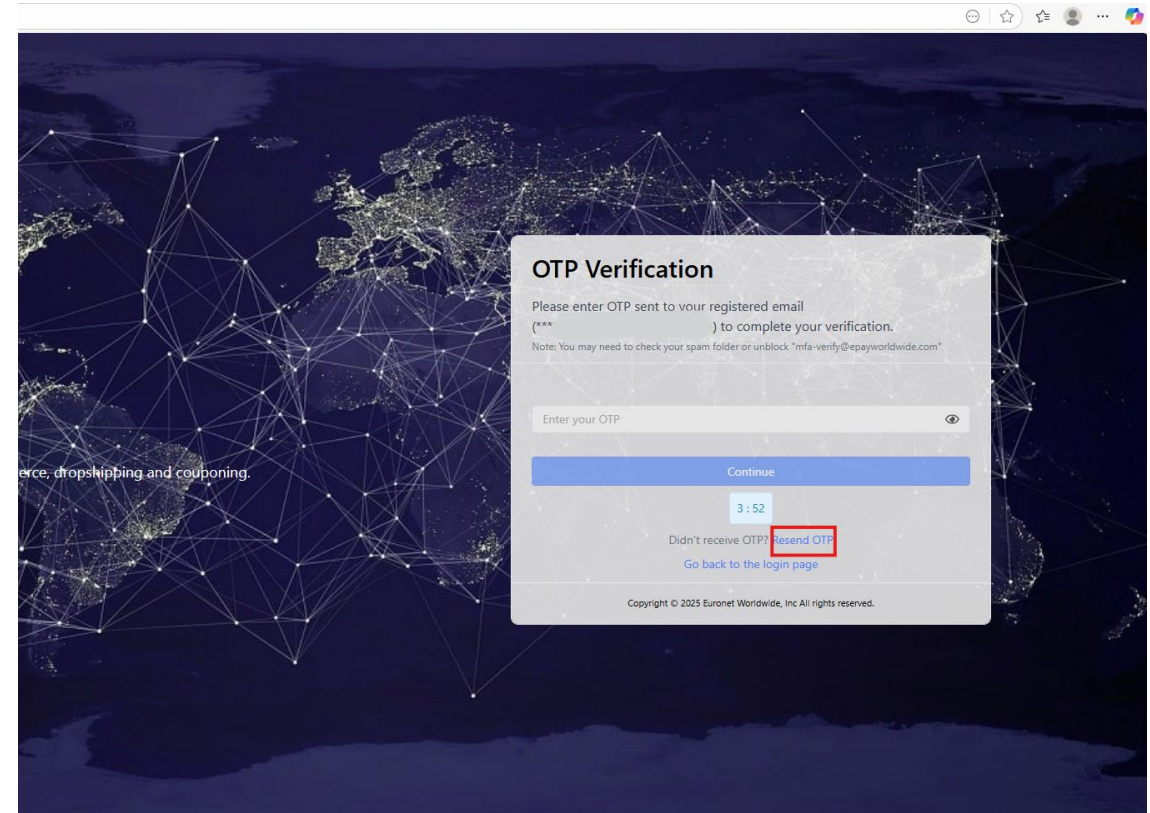 OTP Verification
Please enter OTP sent to your registered email
(*** ) to complete your verification.
Note: You may need to check your spam folder or unblock "mfa-verify@epayworldwide.com"
Enter your OTP
erce, dropshipping and couponing.
Continue
3 : 52
Didn't receive OTP? Resend OTP
Go back to the login page
Copyright © 2025 Euronet Worldwide, Inc All rights reserved.